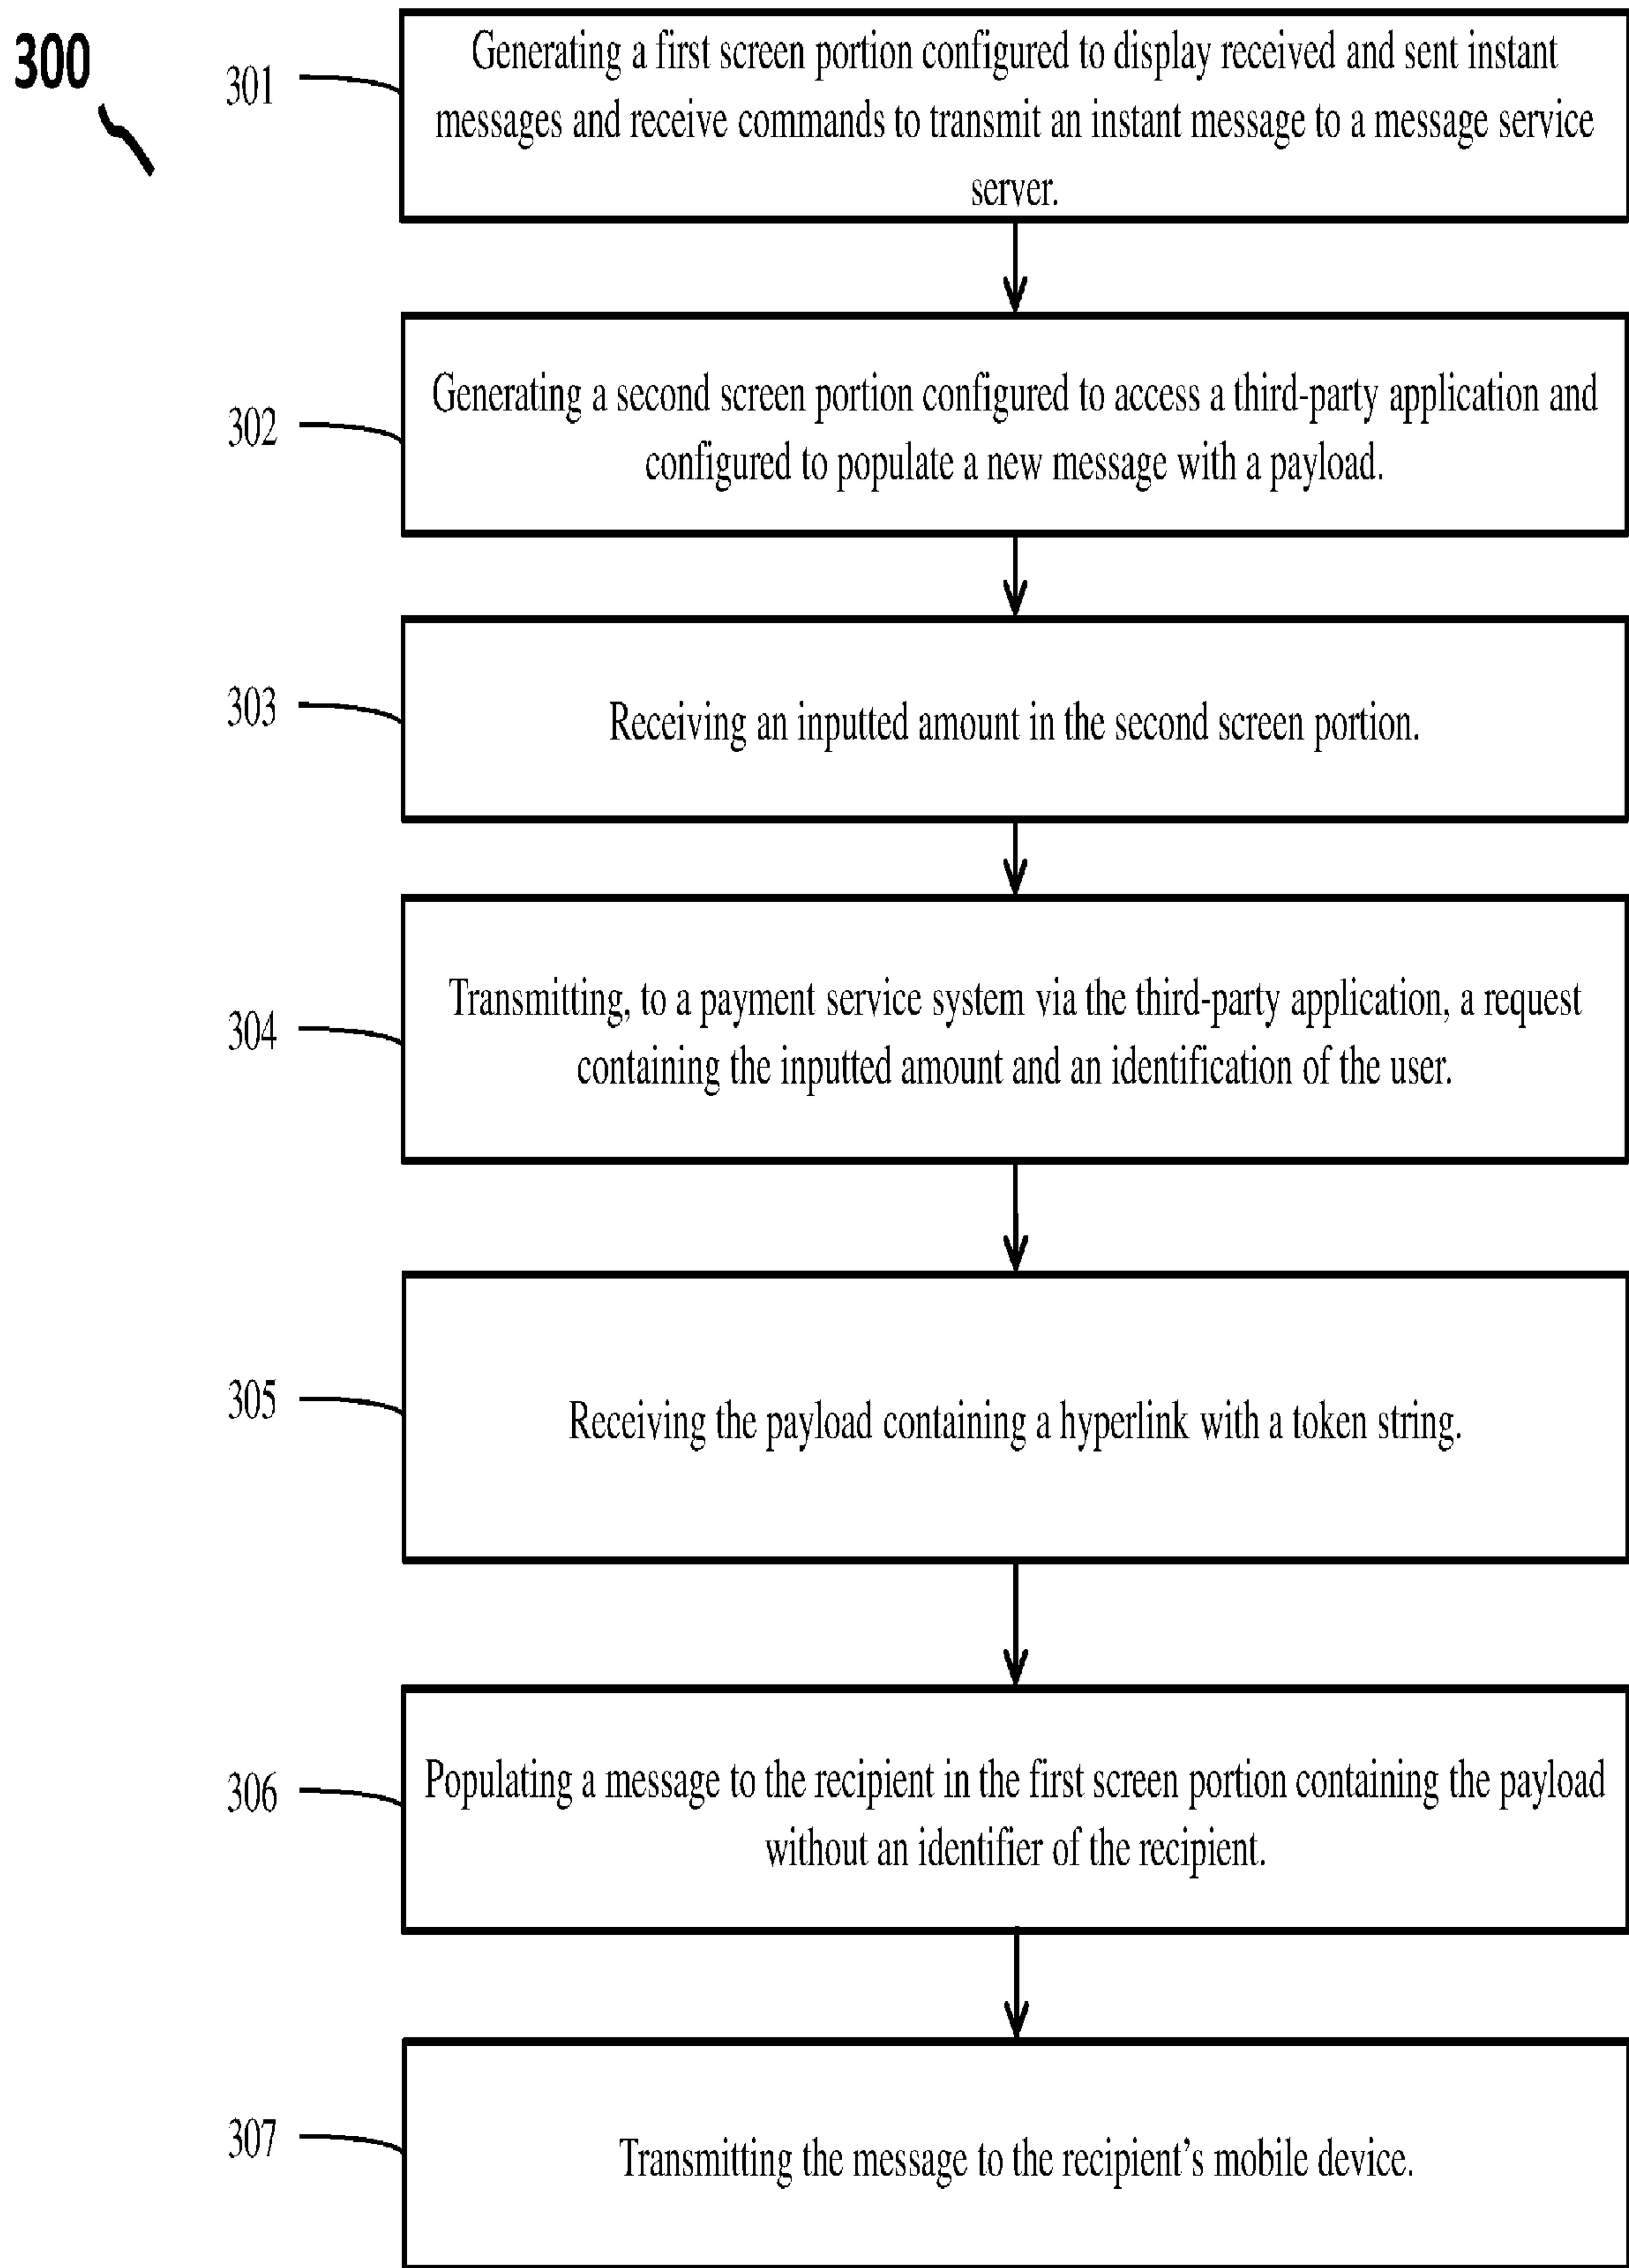 300
301
Generating a first screen portion configured to display received and sent instant
messages and receive commands to transmit an instant message to a message service
server.
302
Generating a second screen portion configured to access a third-party application and
configured to populate a new message with a payload.
303
Receiving an inputted amount in the second screen portion.
304
Transmitting, to a payment service system via the third-party application, a request
containing the inputted amount and an identification of the user.
305
Receiving the payload containing a hyperlink with a token string.
306
Populating a message to the recipient in the first screen portion containing the payload
without an identifier of the recipient.
307
Transmitting the message to the recipient's mobile device.